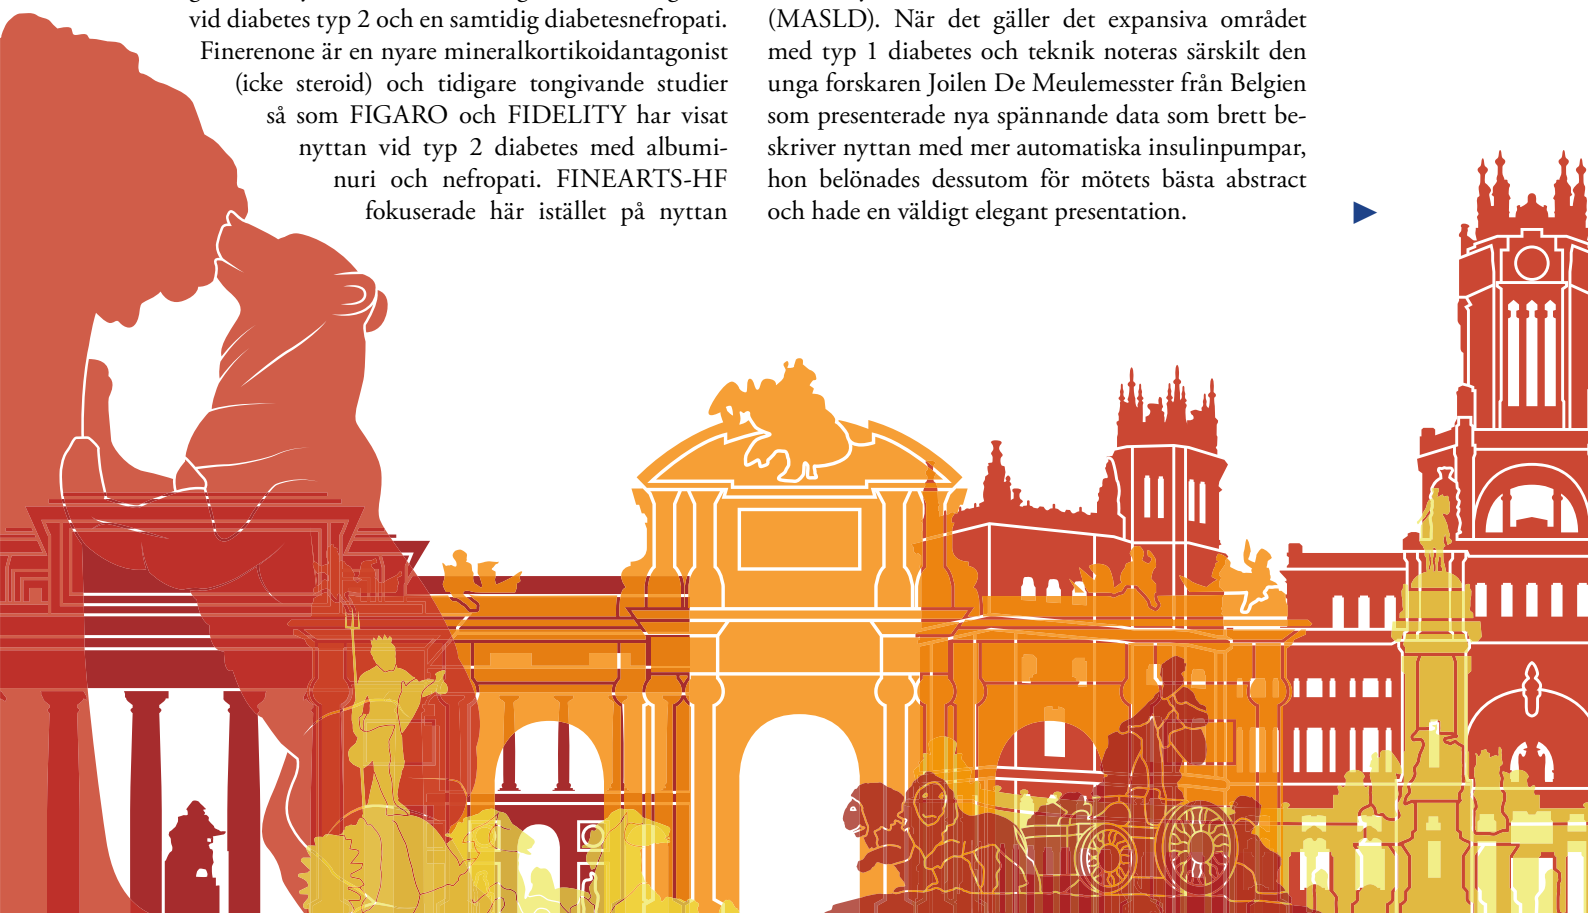 vid diabetes typ 2 och en samtidig diabetesnefropati.
Finerenone är en nyare mineralkortikoidantagonist
(icke steroid) och tidigare tongivande studier
så som FIGARO och FIDELITY har visat
nyttan vid typ 2 diabetes med albumi-
nuri och nefropati. FINEARTS-HF
fokuserade här istället på nyttan
(MASLD). När det gäller det expansiva området
med typ 1 diabetes och teknik noteras särskilt den
unga forskaren Joilen De Meulemesster från Belgien
som presenterade nya spännande data som brett be-
skriver nyttan med mer automatiska insulinpumpar,
hon belönades dessutom för mötets bästa abstract
och hade en väldigt elegant presentation.